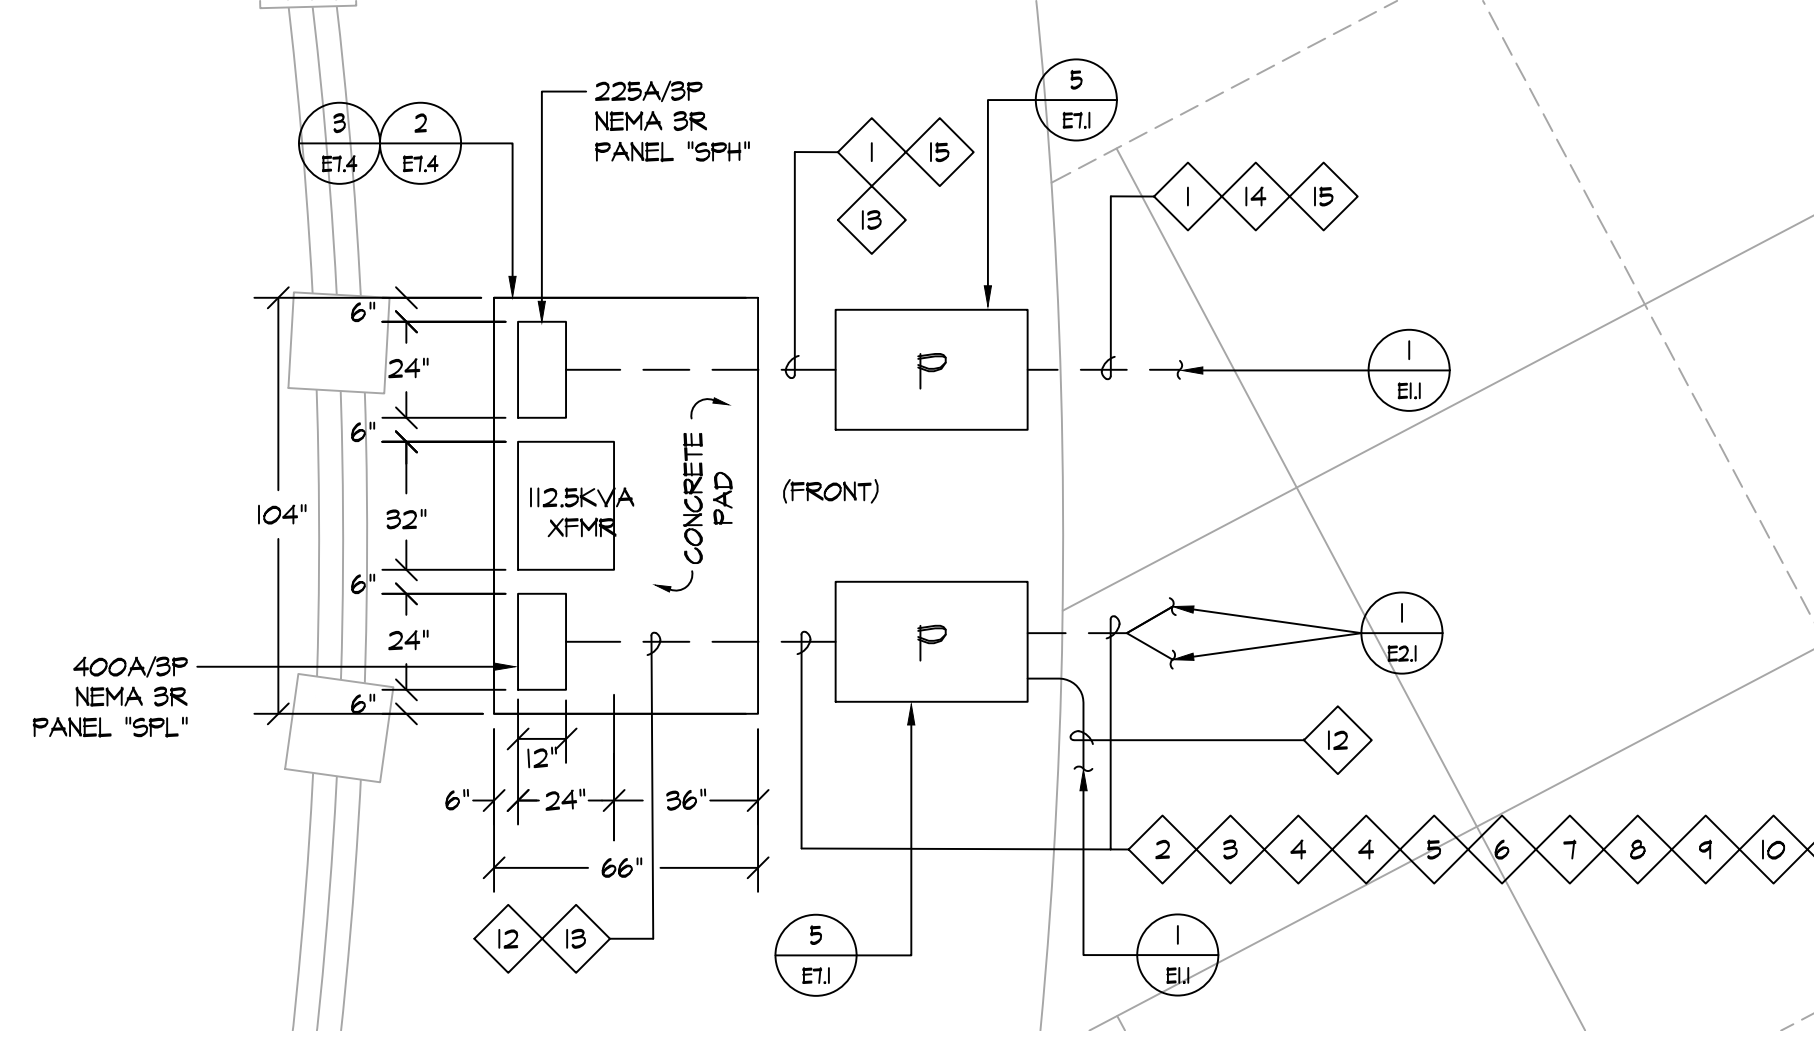 225A/3P
NEMA 3R
PANEL "SPH"
3
E7.4
2
E7.4
5
E7.1
1
15
13
1
14
15
6"
24"
6"
32"
104"
6"
24"
6"
112.5KVA
XFMR
CONCRETE
PAD
(FRONT)
P
1
E1.1
P
1
E2.1
400A/3P
NEMA 3R
PANEL "SPL"
12
12"
6"
24"
36"
66"
2
3
4
4
5
6
7
8
9
10
12
13
5
E7.1
1
E1.1